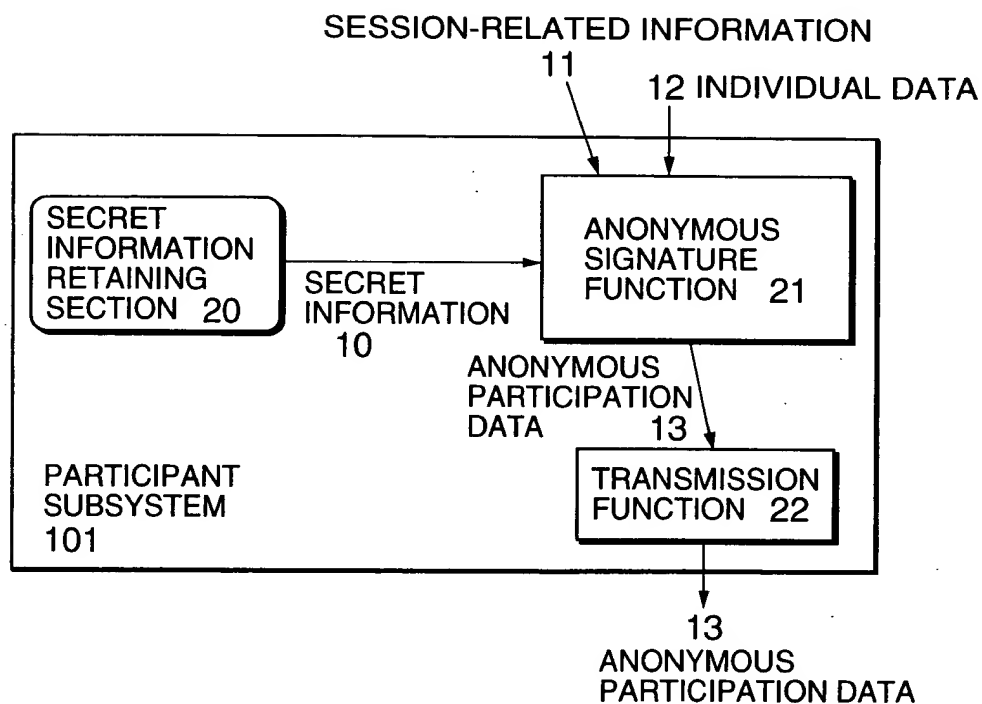 SESSION-RELATED INFORMATION
11
12 INDIVIDUAL DATA
SECRET
INFORMATION
RETAINING
SECTION 20
SECRET
INFORMATION
10
ANONYMOUS
SIGNATURE
FUNCTION 21
ANONYMOUS
PARTICIPATION
DATA 13
PARTICIPANT
SUBSYSTEM
101
TRANSMISSION
FUNCTION 22
13
ANONYMOUS
PARTICIPATION DATA